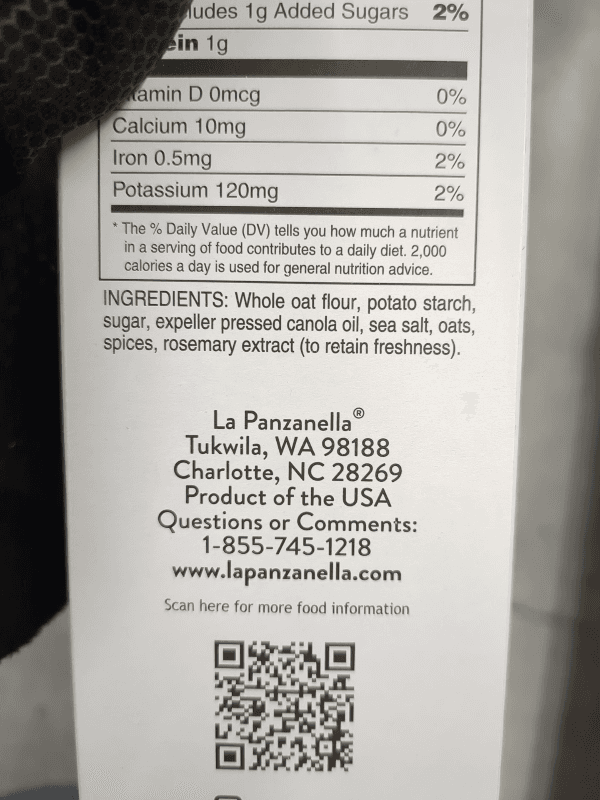 1g Added Sugars 2%
1g
D 0mcg 0%
Calcium 10mg 0%
Iron 0.5mg 2%
Potassium 120mg 2%
* The % Daily Value (DV) tells you how much a nutrient
in a serving of food contributes to a daily diet. 2,000
calories a day is used for general nutrition advice.
INGREDIENTS: Whole oat flour, potato starch,
sugar, expeller pressed canola oil, sea salt, oats,
spices, rosemary extract (to retain freshness).
La Panzanella®
Tukwila, WA 98188
Charlotte, NC 28269
Product of the USA
Questions or Comments:
1-855-745-1218
www.lapanzanella.com
Scan here for more food information